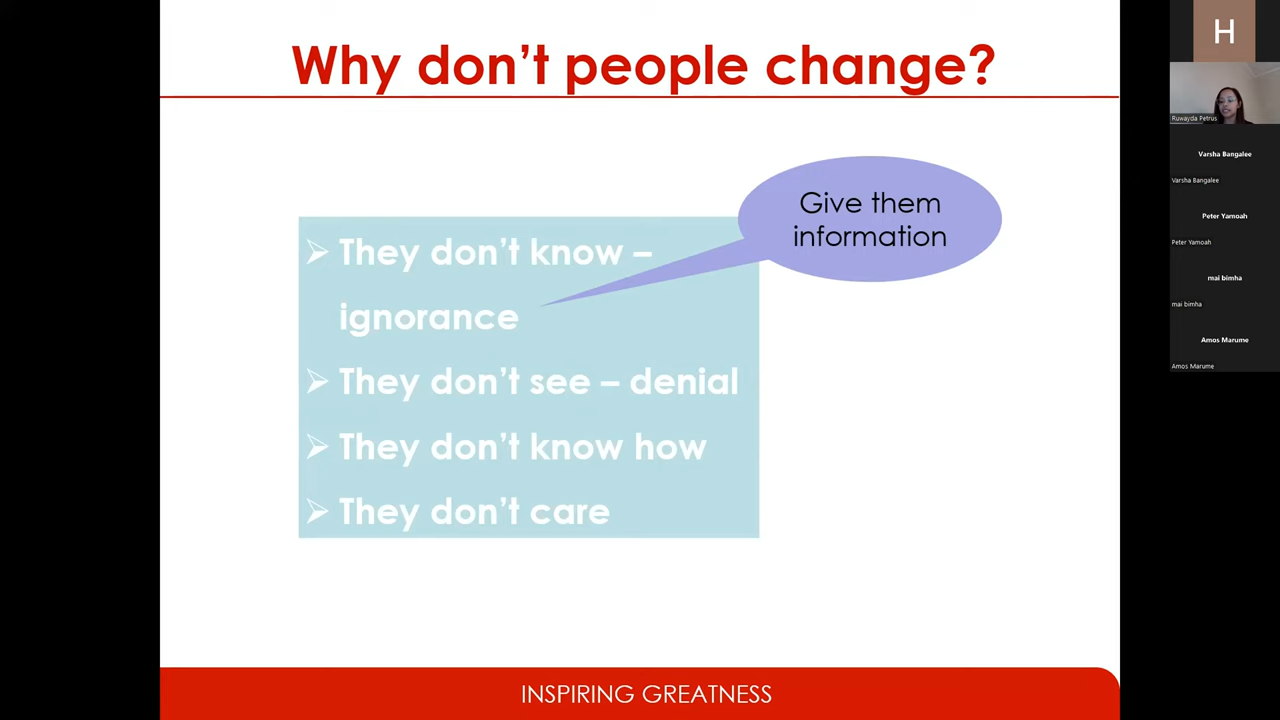 Why don't people change?
Give them
information
➢ They don't know –
ignorance
➢ They don't see – denial
➢ They don't know how
➢ They don't care
INSPIRING GREATNESS
H
Ruwayda Petrus
Varsha Bangalee
Varsha Bangalee
Peter Yamoah
Peter Yamoah
mai bimha
mai bimha
Amos Marume
Amos Marume